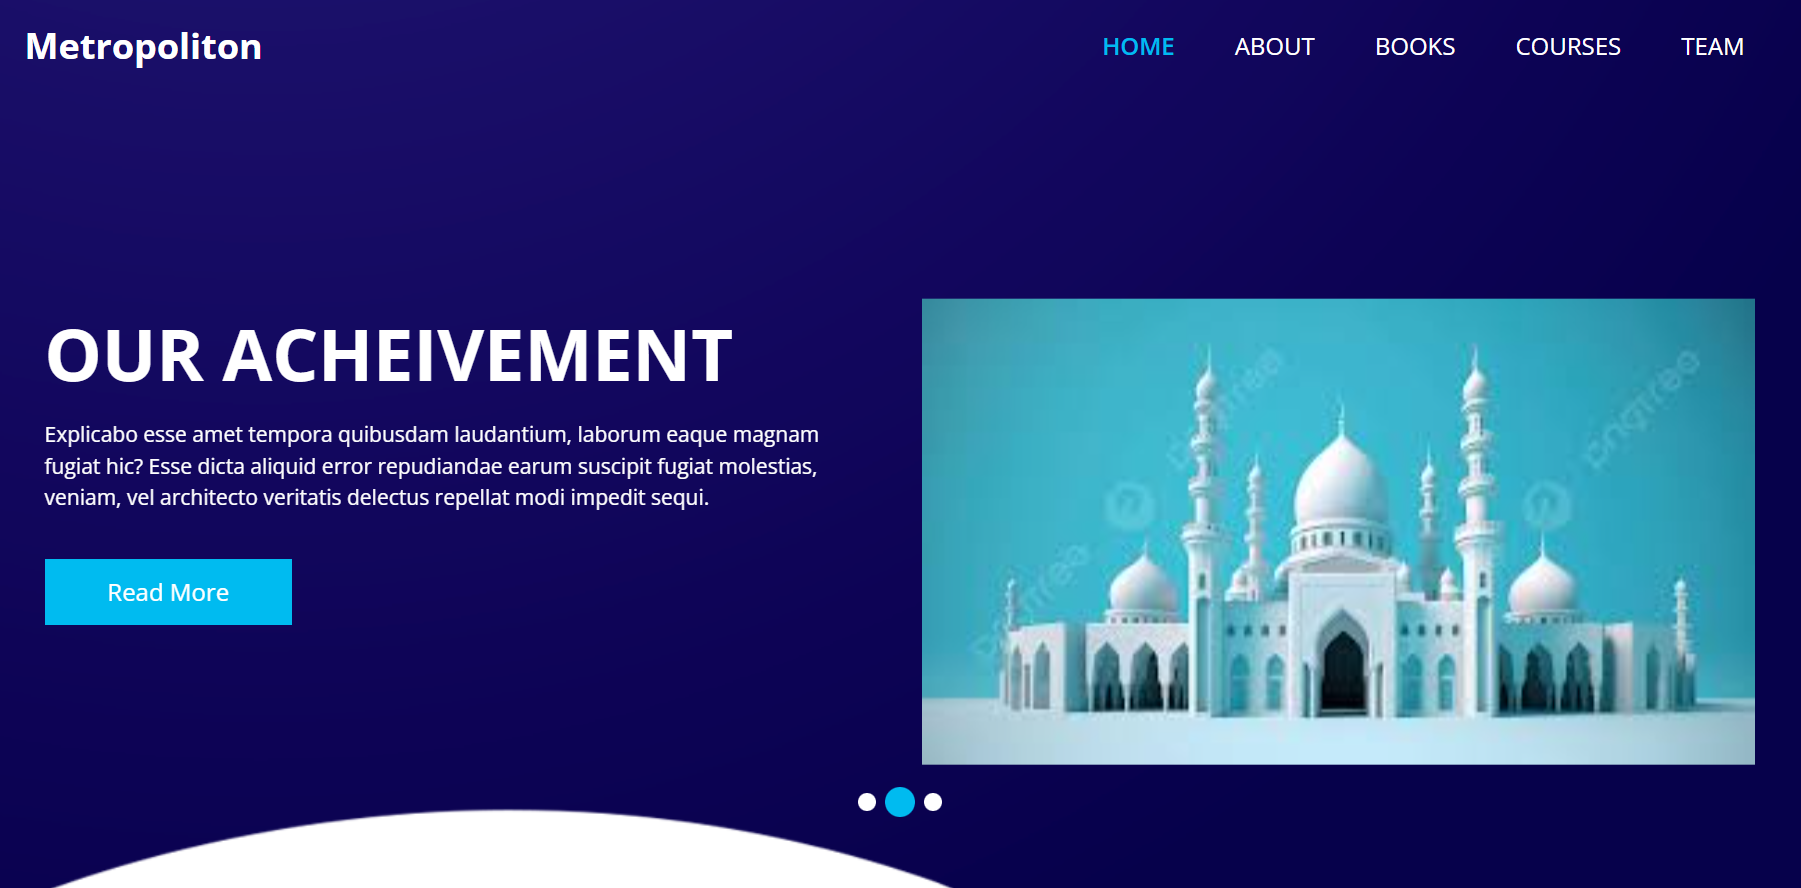 Metropoliton
HOME ABOUT BOOKS COURSES TEAM
OUR ACHEIVEMENT
Explicabo esse amet tempora quibusdam laudantium, laborum eaque magnam
fugiat hic? Esse dicta aliquid error repudiandae earum suscipit fugiat molestias,
veniam, vel architecto veritatis delectus repellat modi impedit sequi.
Read More
pngtree
pngtree
pngtree